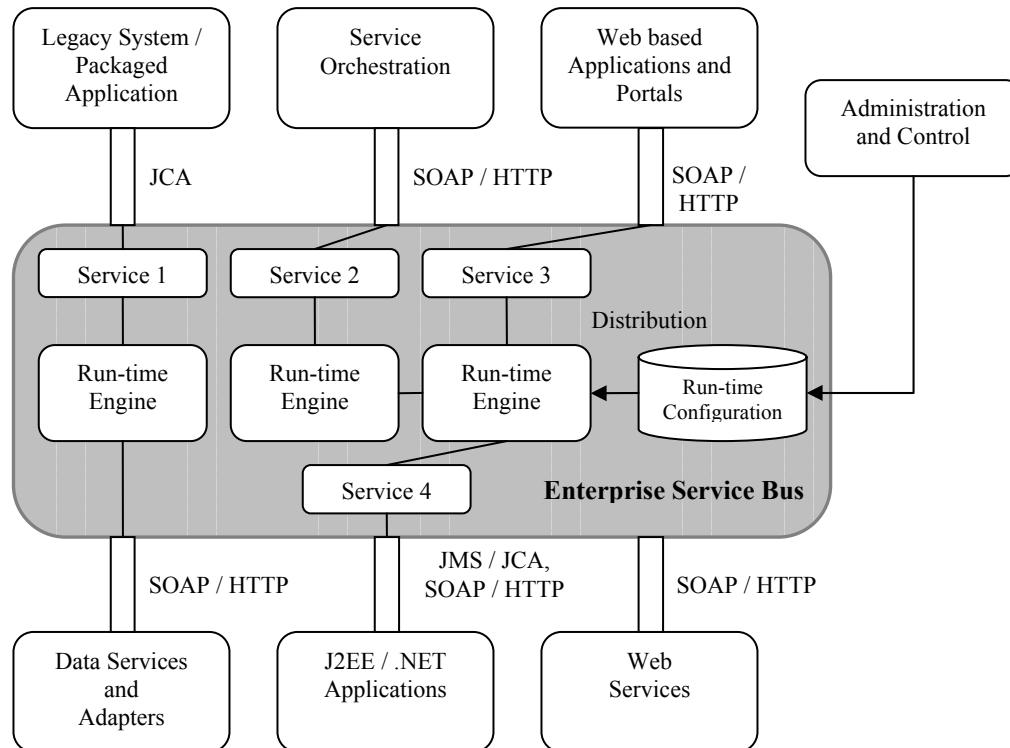 Legacy System /
Packaged
Application
Service
Orchestration
Web based
Applications and
Portals
Administration
and Control
JCA
SOAP / HTTP
SOAP /
HTTP
Service 1
Service 2
Service 3
Distribution
Run-time
Engine
Run-time
Engine
Run-time
Engine
Run-time
Configuration
Service 4
Enterprise Service Bus
SOAP / HTTP
JMS / JCA,
SOAP / HTTP
SOAP / HTTP
Data Services
and
Adapters
J2EE / .NET
Applications
Web
Services